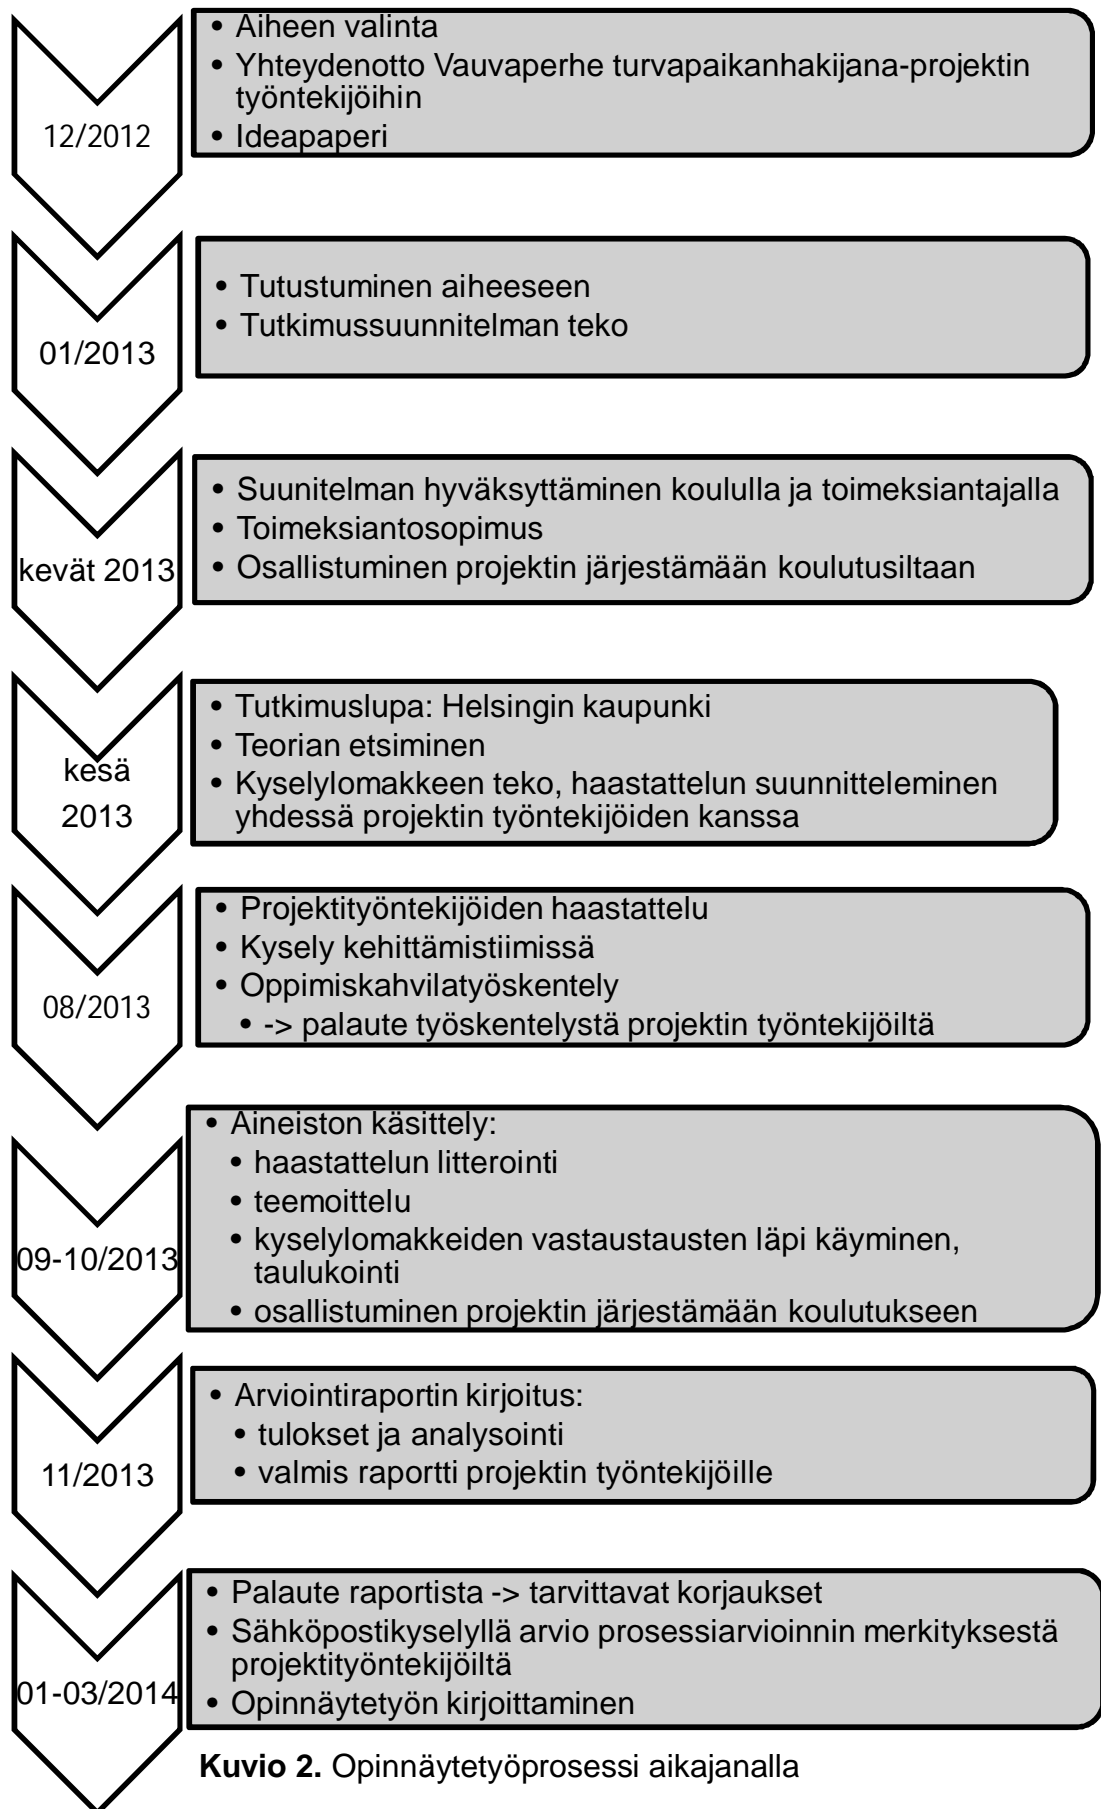 12/2012
• Aiheen valinta
• Yhteydenotto Vauvaperhe turvapaikanhakijana-projektin
työntekijöihin
• Ideapaperi
01/2013
• Tutustuminen aiheeseen
• Tutkimussuunnitelman teko
kevät 2013
• Suunitelman hyväksyttäminen koululla ja toimeksiantajalla
• Toimeksiantosopimus
• Osallistuminen projektin järjestämään koulutusiltaan
kesä
2013
• Tutkimuslupa: Helsingin kaupunki
• Teorian etsiminen
• Kyselylomakkeen teko, haastattelun suunnitteleminen
yhdessä projektin työntekijöiden kanssa
08/2013
• Projektityöntekijöiden haastattelu
• Kysely kehittämistiimissä
• Oppimiskahvilatyöskentely
• -> palaute työskentelystä projektin työntekijöiltä
09-10/2013
• Aineiston käsittely:
• haastattelun litterointi
• teemoittelu
• kyselylomakkeiden vastaustausten läpi käyminen,
taulukointi
• osallistuminen projektin järjestämään koulutukseen
11/2013
• Arviointiraportin kirjoitus:
• tulokset ja analysointi
• valmis raportti projektin työntekijöille
01-03/2014
• Palaute raportista -> tarvittavat korjaukset
• Sähköpostikyselyllä arvio prosessiarvioinnin merkityksestä
projektityöntekijöiltä
• Opinnäytetyön kirjoittaminen
Kuvio 2. Opinnäytetyöprosessi aikajanalla